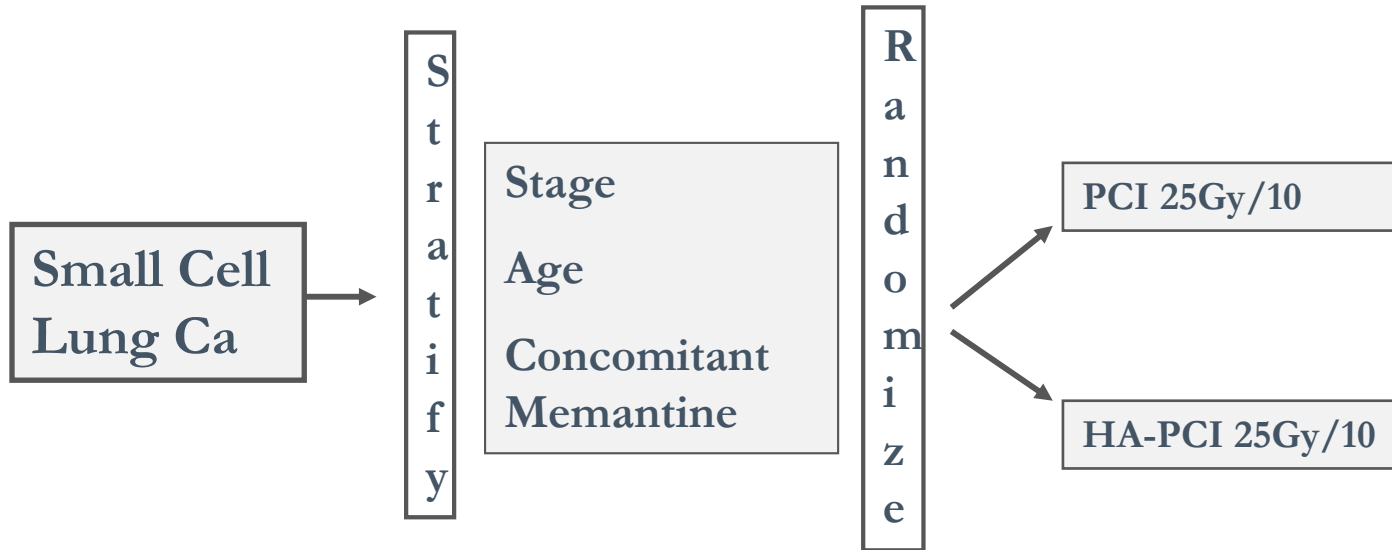 Small Cell
Lung Ca
Stratify
Stage
Age
Concomitant
Memantine
Randomize
PCI 25Gy/10
HA-PCI 25Gy/10